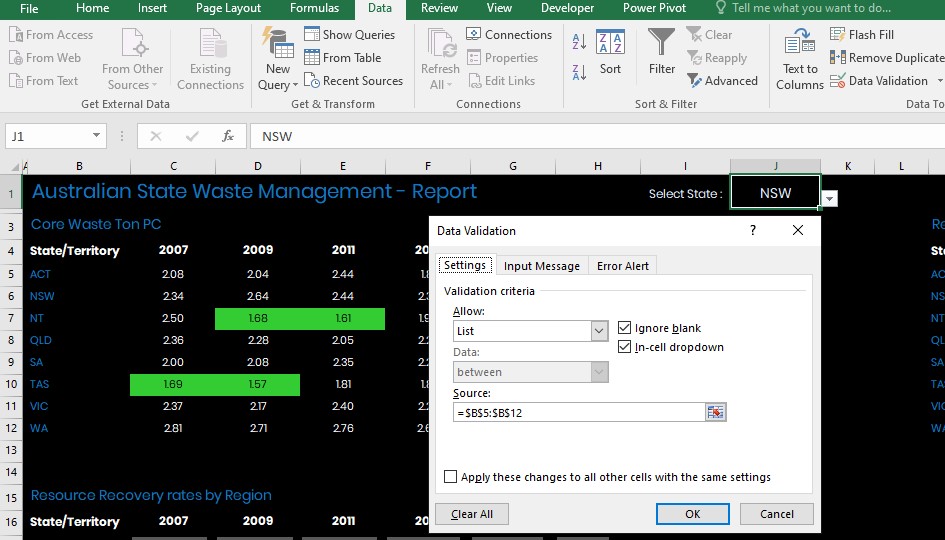 File Home Insert Page Layout Formulas Data Review View Developer Power Pivot Tell me what you want to do...
From Access
From Web
From Text
From Other
Sources
Existing
Connections
Get External Data
New
Query
Show Queries
From Table
Recent Sources
Get & Transform
Refresh
All
Connections
Properties
Edit Links
Connections
Sort
Filter
Clear
Reapply
Advanced
Sort & Filter
Text to
Columns
Flash Fill
Remove Duplicate
Data Validation
Data To
J1 fx NSW
A B C D E F G H I J K L
1 Australian State Waste Management - Report Select State : NSW
3 Core Waste Ton PC Re
4 State/Territory 2007 2009 2011 20 St
5 ACT 2.08 2.04 2.44 1.8 AC
6 NSW 2.34 2.64 2.44 2.3 NS
7 NT 2.50 1.68 1.61 1.9 NT
8 QLD 2.36 2.28 2.05 2.2 QL
9 SA 2.00 2.08 2.35 2.2 SA
10 TAS 1.69 1.57 1.81 1.8 TA
11 VIC 2.37 2.17 2.40 2.2 VIC
12 WA 2.81 2.71 2.76 2.6 WA
13
14
15 Resource Recovery rates by Region
16 State/Territory 2007 2009 2011
Data Validation ?
Settings Input Message Error Alert
Validation criteria
Allow:
List
Ignore blank
In-cell dropdown
Data:
between
Source:
=$B$5:$B$12
Apply these changes to all other cells with the same settings
Clear All OK Cancel